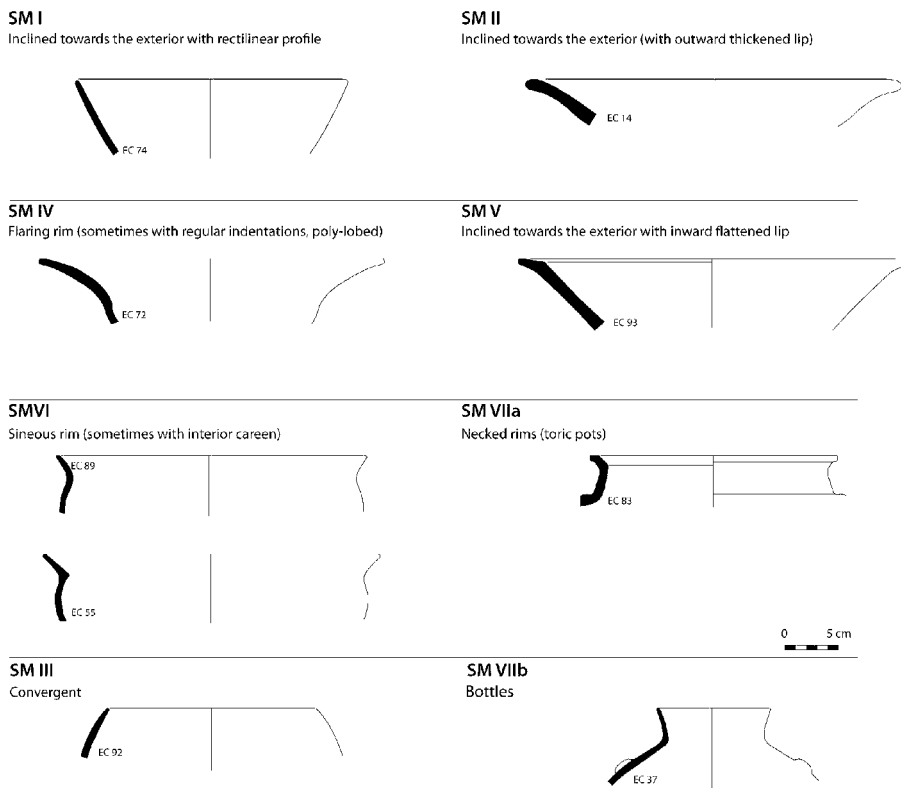 SM I
Inclined towards the exterior with rectilinear profile
EC 74
SM II
Inclined towards the exterior (with outward thickened lip)
EC 14
SM IV
Flaring rim (sometimes with regular indentations, poly-lobed)
EC 72
SM V
Inclined towards the exterior with inward flattened lip
EC 93
SMVI
Sineous rim (sometimes with interior careen)
EC 89
EC 55
SM VIIa
Necked rims (toric pots)
EC 83
0 5 cm
SM III
Convergent
EC 92
SM VIIb
Bottles
EC 37